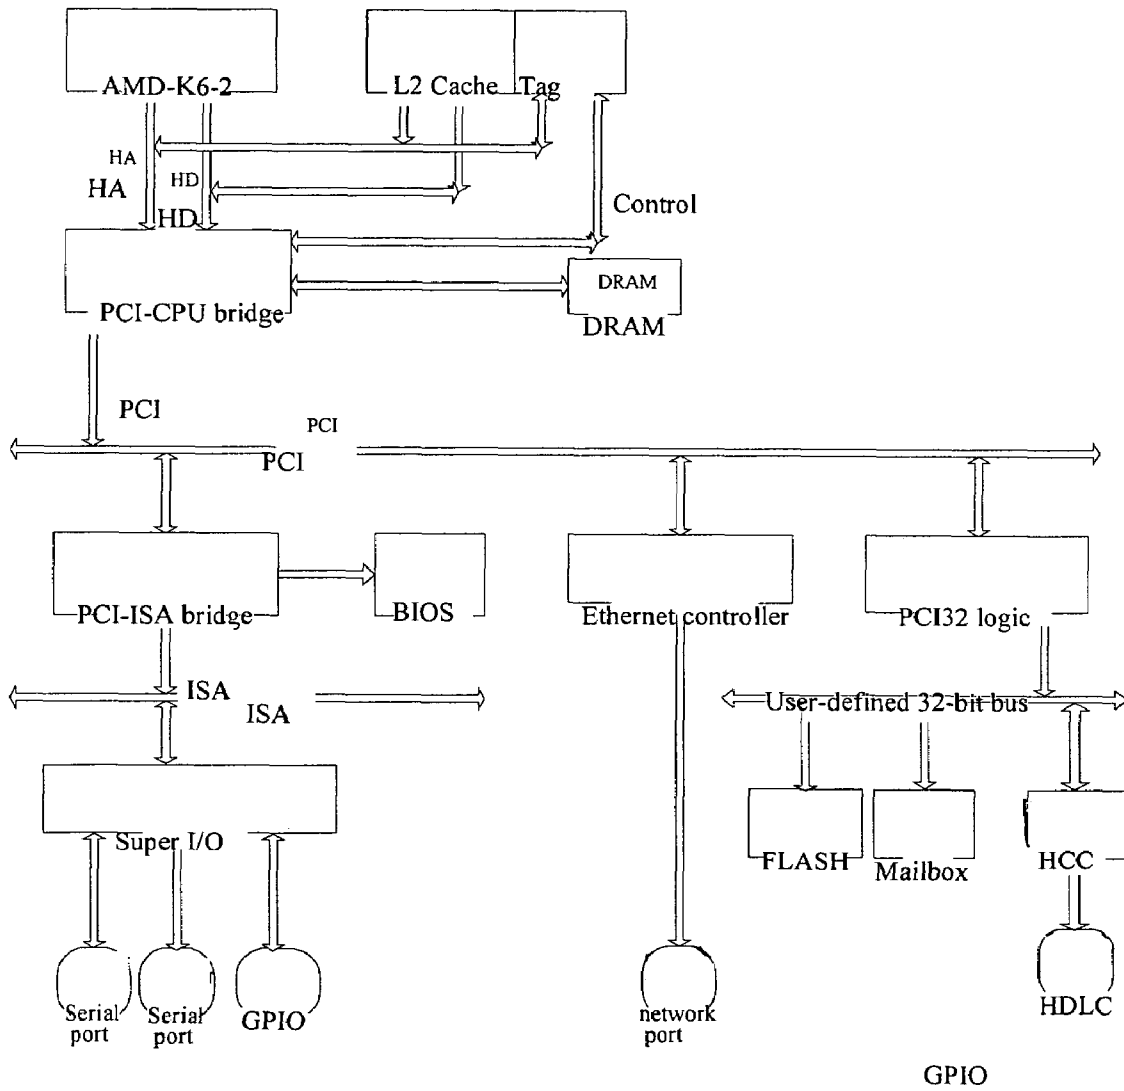 AMD-K6-2
L2 Cache
Tag
HA
HA
HD
HD
Control
DRAM
DRAM
PCI-CPU bridge
PCI
PCI
PCI
PCI-ISA bridge
BIOS
Ethernet controller
PCI32 logic
ISA
ISA
User-defined 32-bit bus
Super I/O
FLASH
Mailbox
HCC
Serial
port
Serial
port
GPIO
network
port
HDLC
GPIO